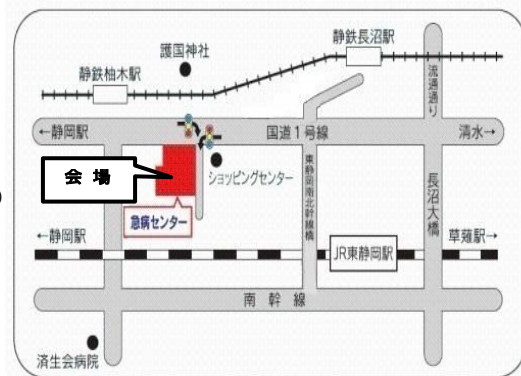 静鉄長沼駅
護国神社
静鉄柚木駅
流通通り
←静岡駅
国道1号線
清水→
会場
ショッピングセンター
東静岡南北幹線橋
長沼大橋
急病センター
←静岡駅
草薙駅→
JR東静岡駅
南幹線
済生会病院